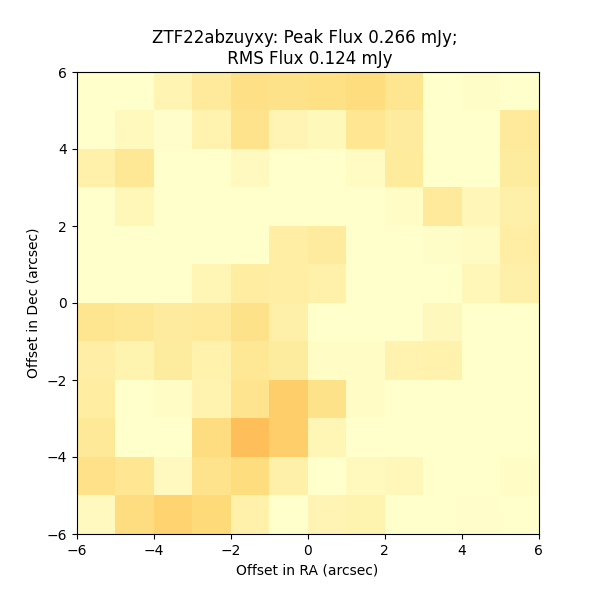 ZTF22abzuyxy: Peak Flux 0.266 mJy;
RMS Flux 0.124 mJy
6
4
2
0
−2
−4
−6
Offset in Dec (arcsec)
−6 −4 −2 0 2 4 6
Offset in RA (arcsec)